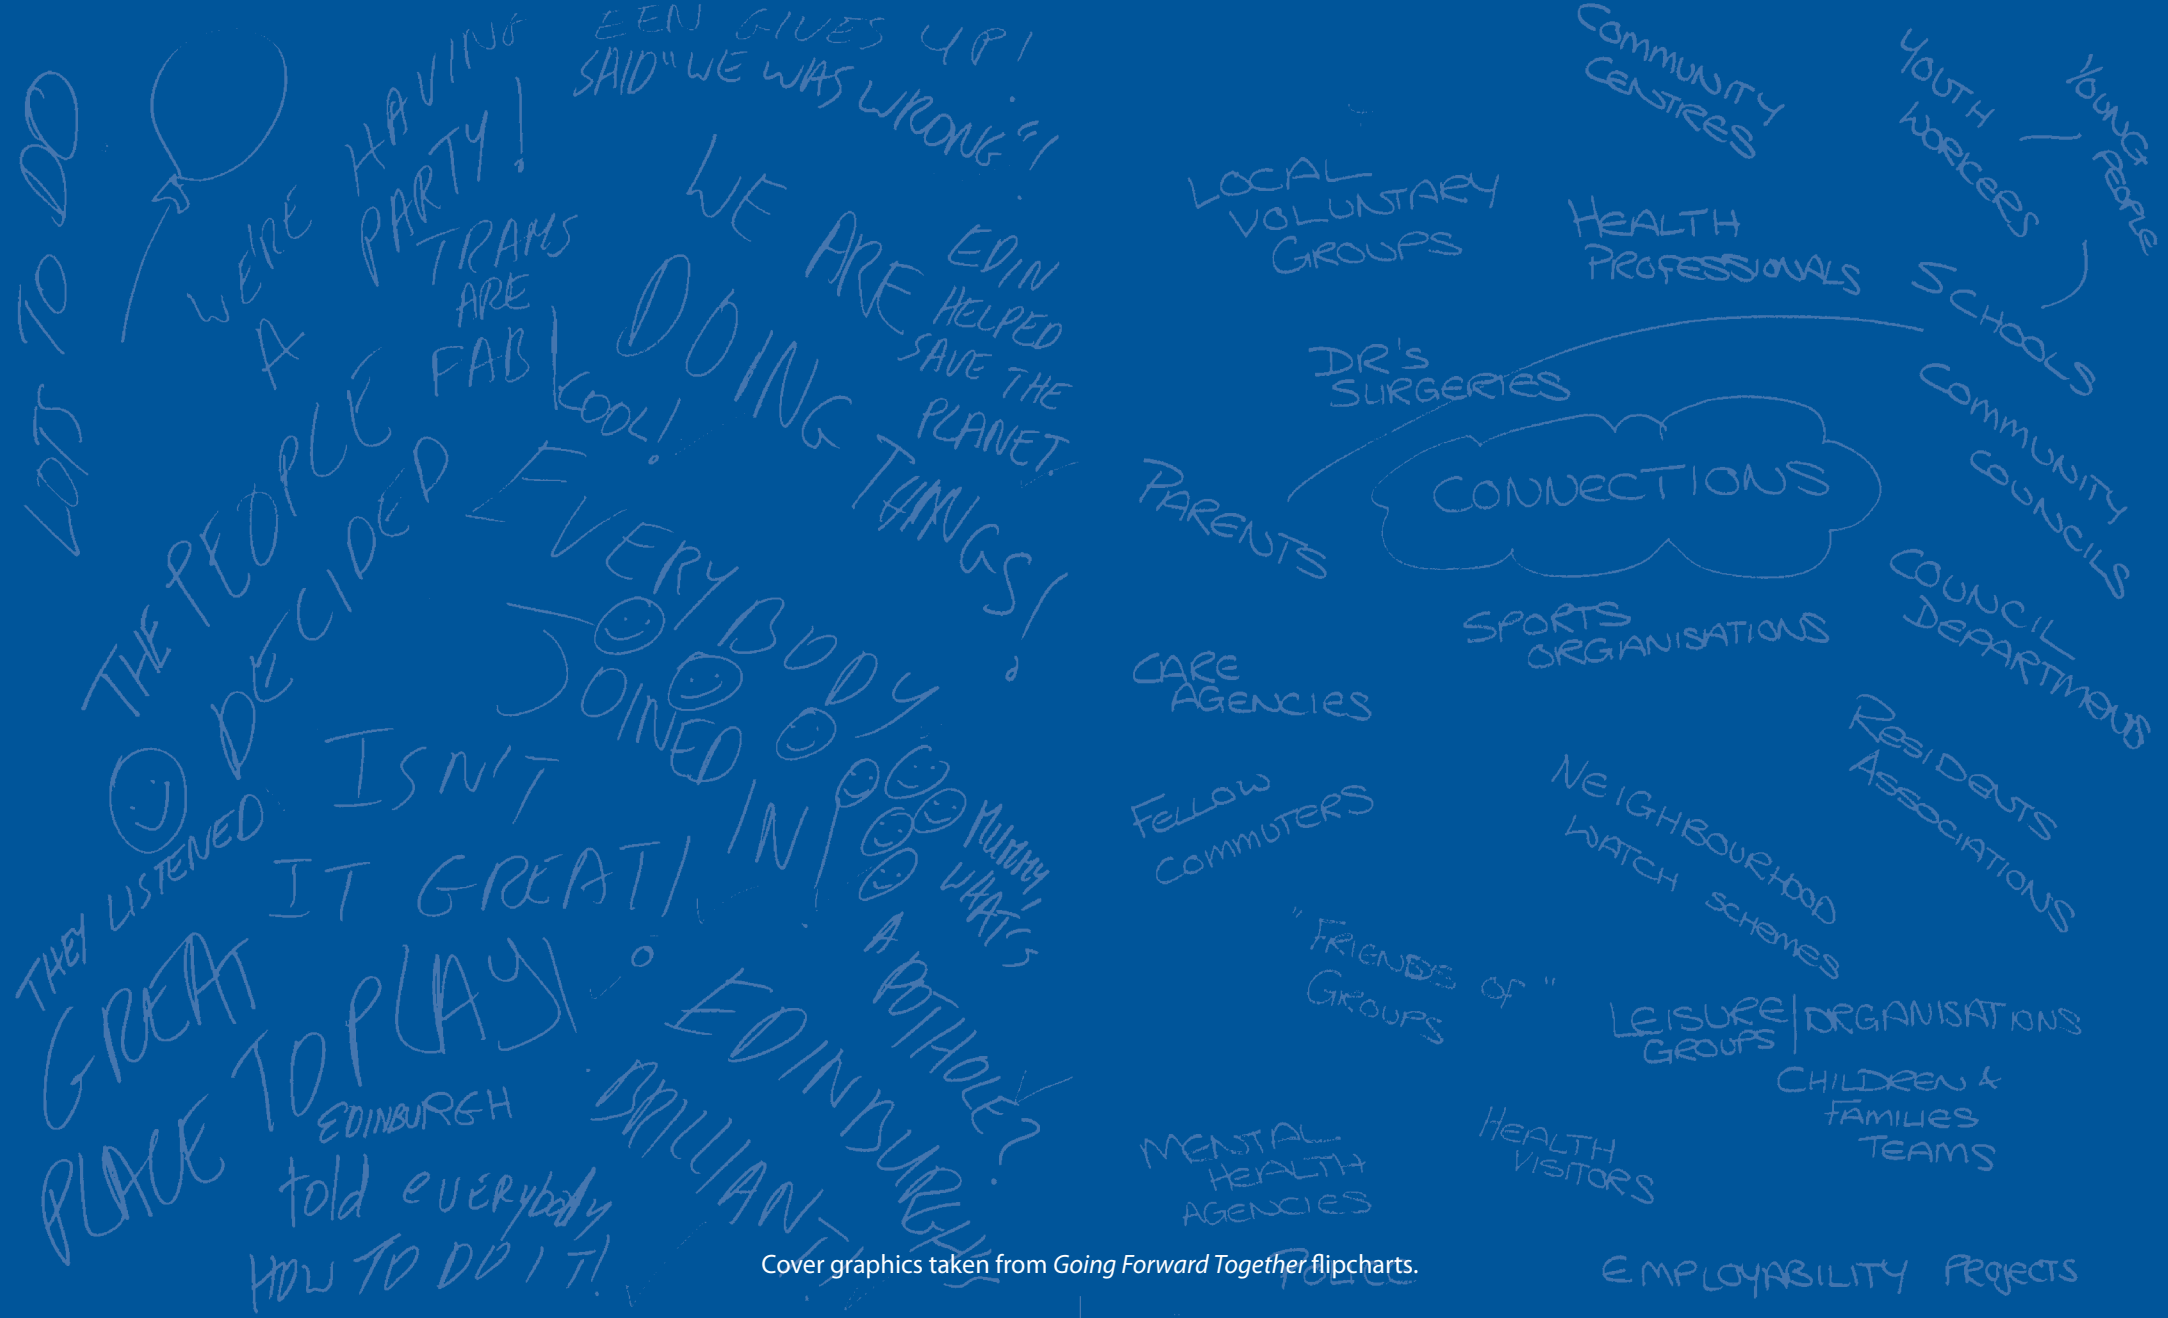 LOTS TO DO
WE'RE
A
HAVING
PARTY!
EEN GIVES UP!
SAID "WE WAS WRONG"!
TRAMS
ARE
FAB
KOOL!
WE ARE
DOING
THINGS!
EDIN
HELPED
SAVE THE
PLANET.
THE PEOPLE
DECIDED
EVERYBODY
JOINED
IN!
THEY LISTENED
ISN'T
IT GREAT!
MUMMY
WHAT'S
A
POTHOLE?
GREAT
PLACE TO PLAY!
EDINBURGH
told everybody
HOW TO DO IT!
BRILLIANT!
COMMUNITY
CENTRES
YOUTH
WORKERS
YOUNG
PEOPLE
LOCAL
VOLUNTARY
GROUPS
HEALTH
PROFESSIONALS
SCHOOLS
DR'S
SURGERIES
COMMUNITY
COUNCILS
CONNECTIONS
PARENTS
COUNCIL
DEPARTMENTS
SPORTS
ORGANISATIONS
CARE
AGENCIES
RESIDENTS
ASSOCIATIONS
FELLOW
COMMUTERS
NEIGHBOURHOOD
WATCH SCHEMES
"FRIENDS OF"
GROUPS
LEISURE/ORGANISATIONS
GROUPS
CHILDREN &
FAMILIES
TEAMS
MENTAL
HEALTH
AGENCIES
HEALTH
VISITORS
POLICE
EMPLOYABILITY PROJECTS
Cover graphics taken from Going Forward Together flipcharts.